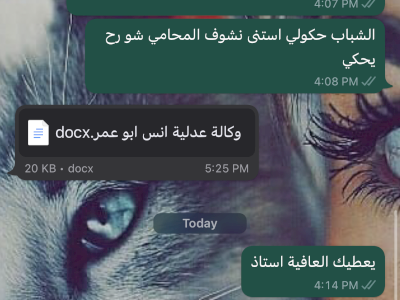 4:07 PM
الشباب حكولي استنى نشوف المحامي شو رح
يحكي
4:08 PM
وكالة عدلية انس ابو عمر.docx
20 KB • docx
5:25 PM
Today
يعطيك العافية استاذ
4:14 PM